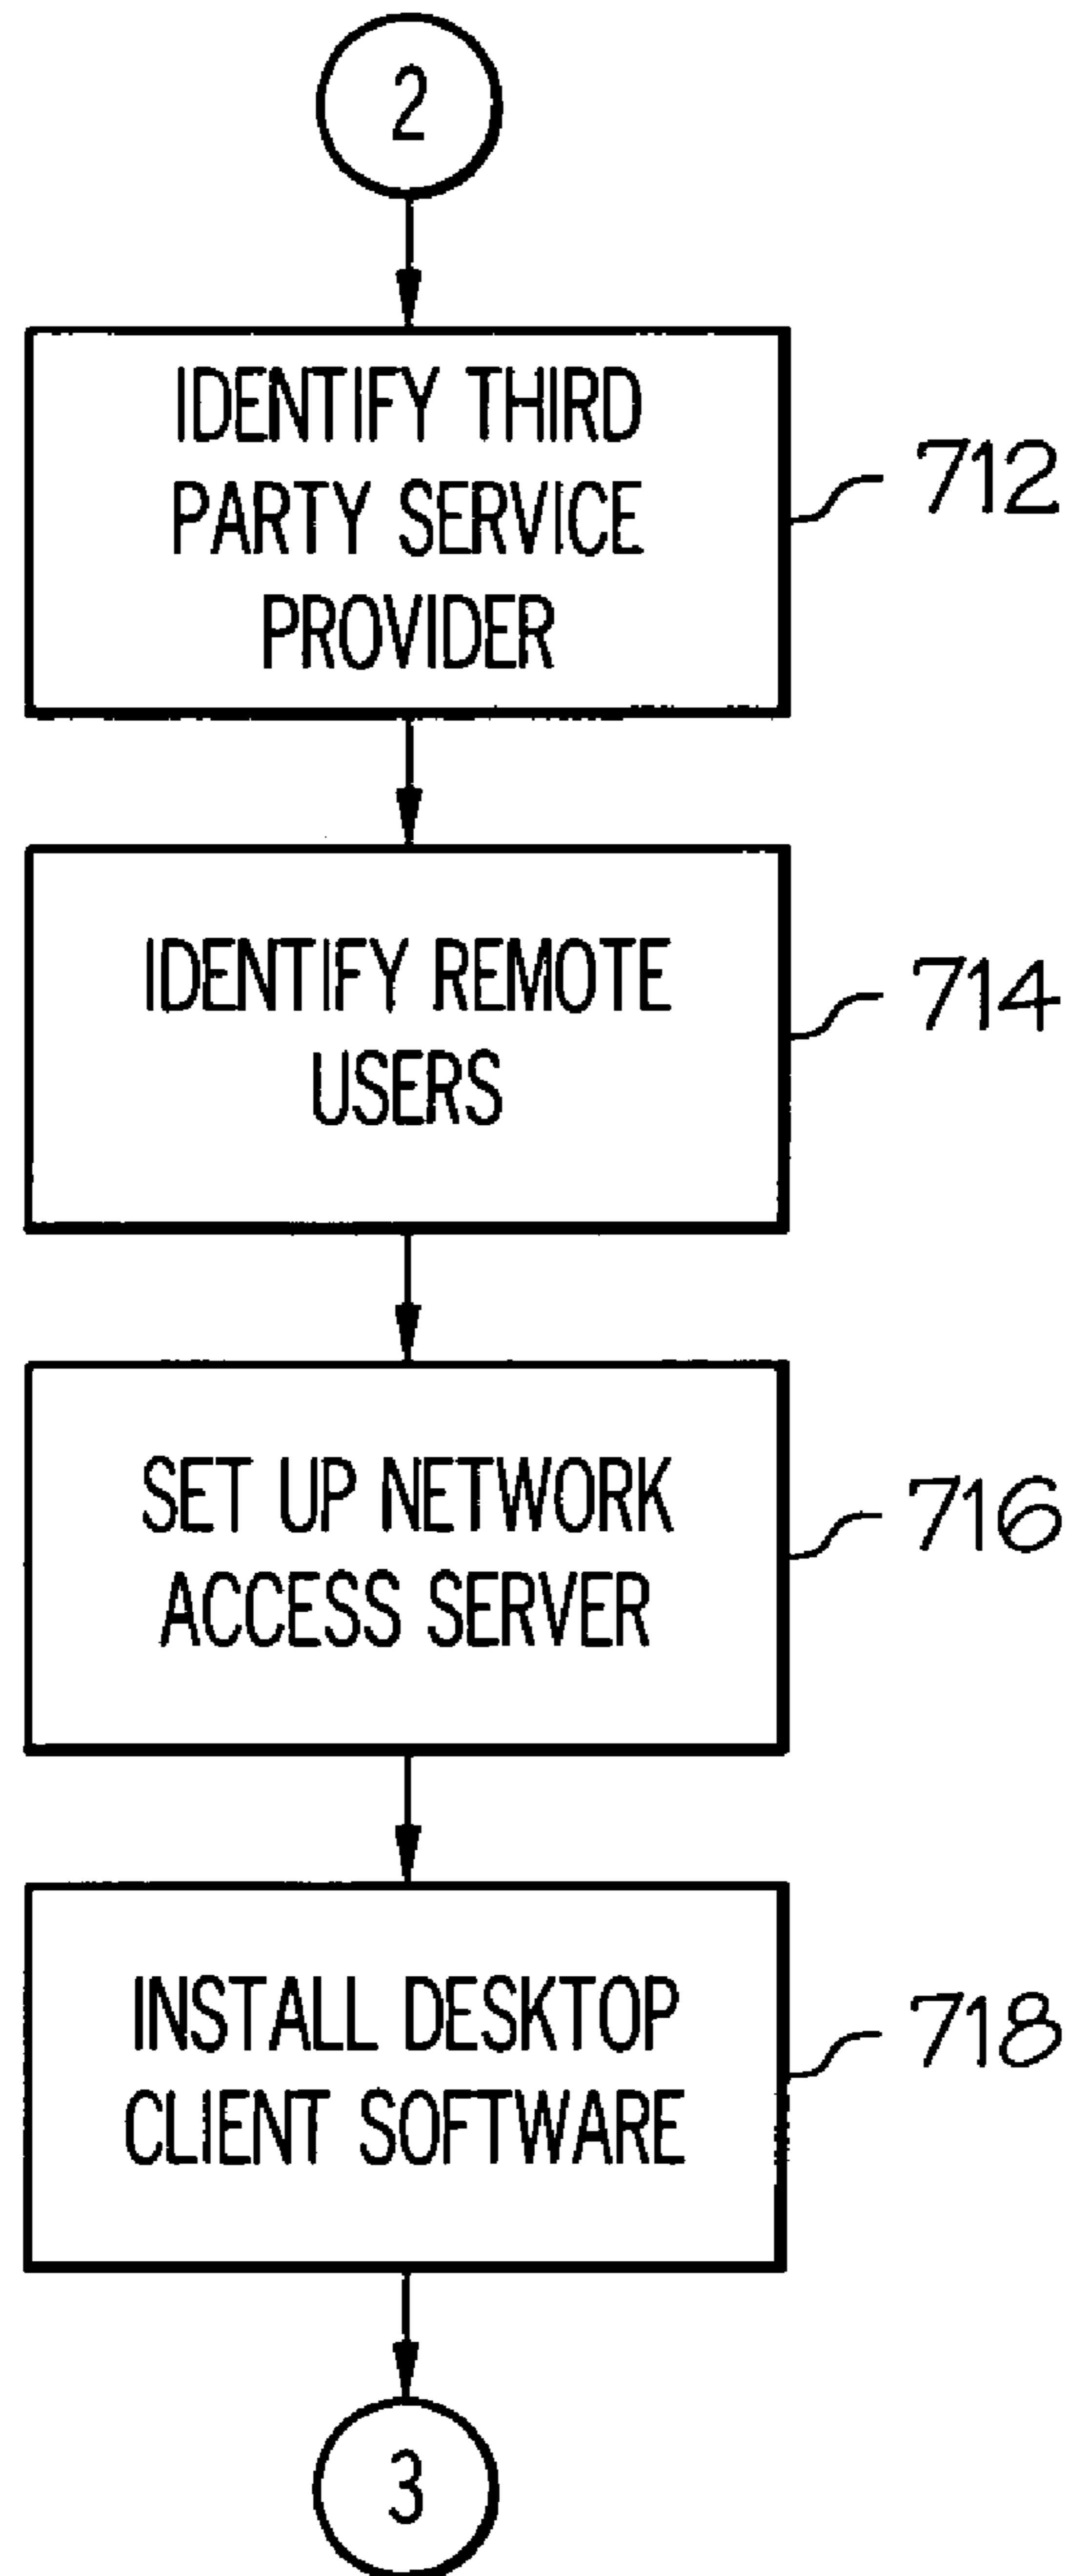 2
IDENTIFY THIRD
PARTY SERVICE
PROVIDER
712
IDENTIFY REMOTE
USERS
714
SET UP NETWORK
ACCESS SERVER
716
INSTALL DESKTOP
CLIENT SOFTWARE
718
3